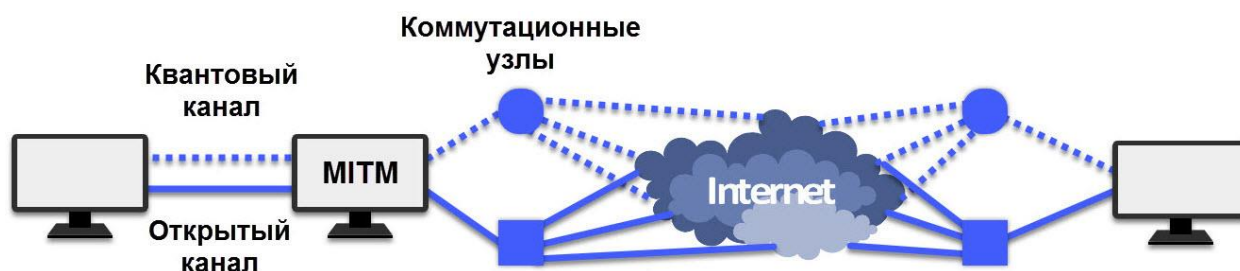 Коммутационные
узлы
Квантовый
канал
MITM
Internet
Открытый
канал